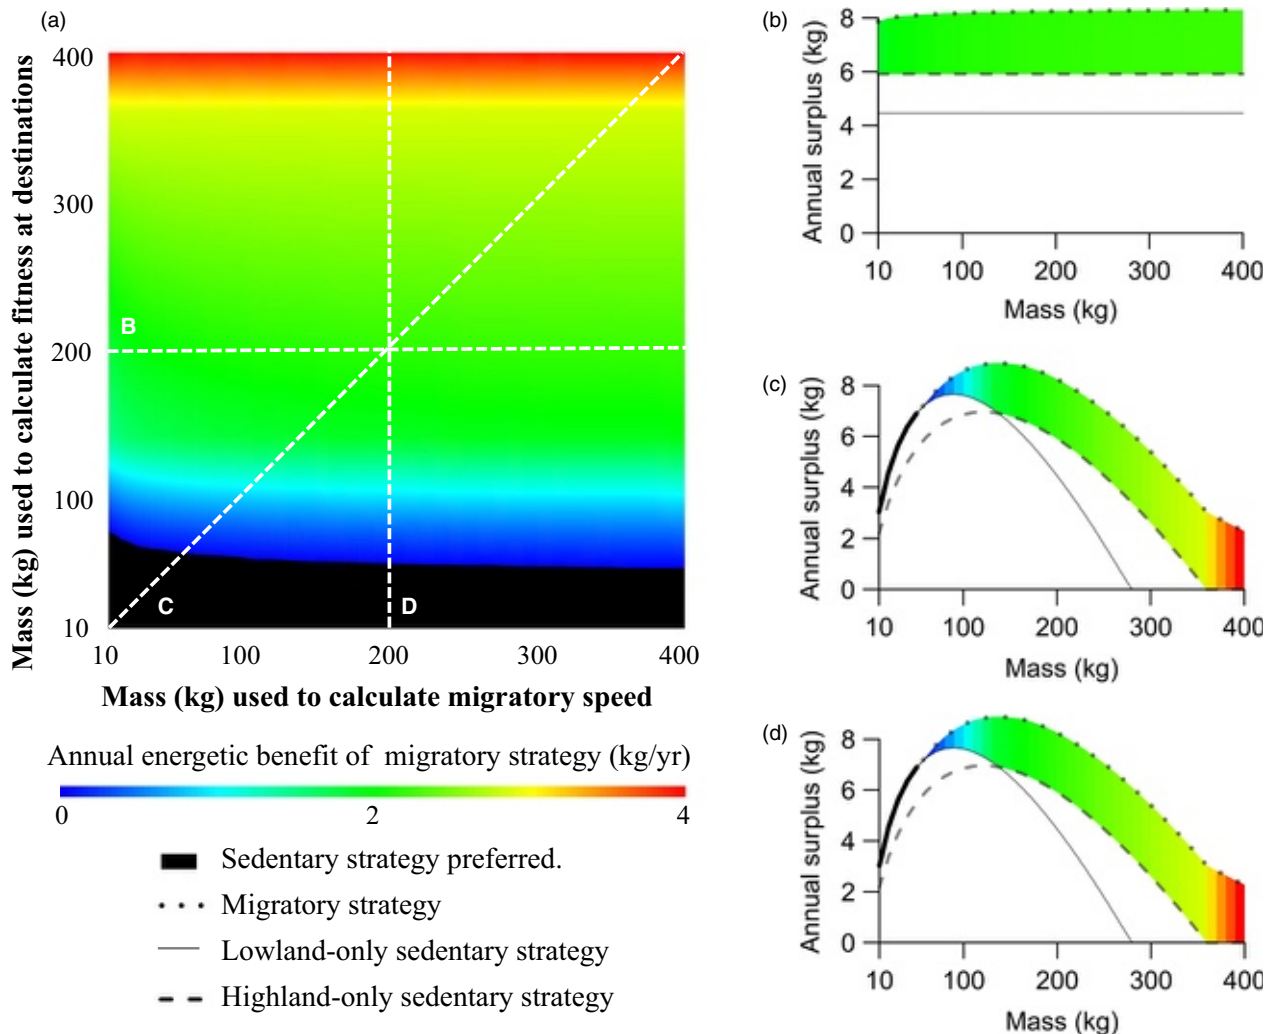 (a)
Mass (kg) used to calculate fitness at destinations
400
300
200
100
10
B
C
D
10 100 200 300 400
Mass (kg) used to calculate migratory speed
Annual energetic benefit of migratory strategy (kg/yr)
0 2 4
Sedentary strategy preferred.
Migratory strategy
Lowland-only sedentary strategy
Highland-only sedentary strategy
(b)
Annual surplus (kg)
8
6
4
2
0
10 100 200 300 400
Mass (kg)
(c)
Annual surplus (kg)
8
6
4
2
0
10 100 200 300 400
Mass (kg)
(d)
Annual surplus (kg)
8
6
4
2
0
10 100 200 300 400
Mass (kg)